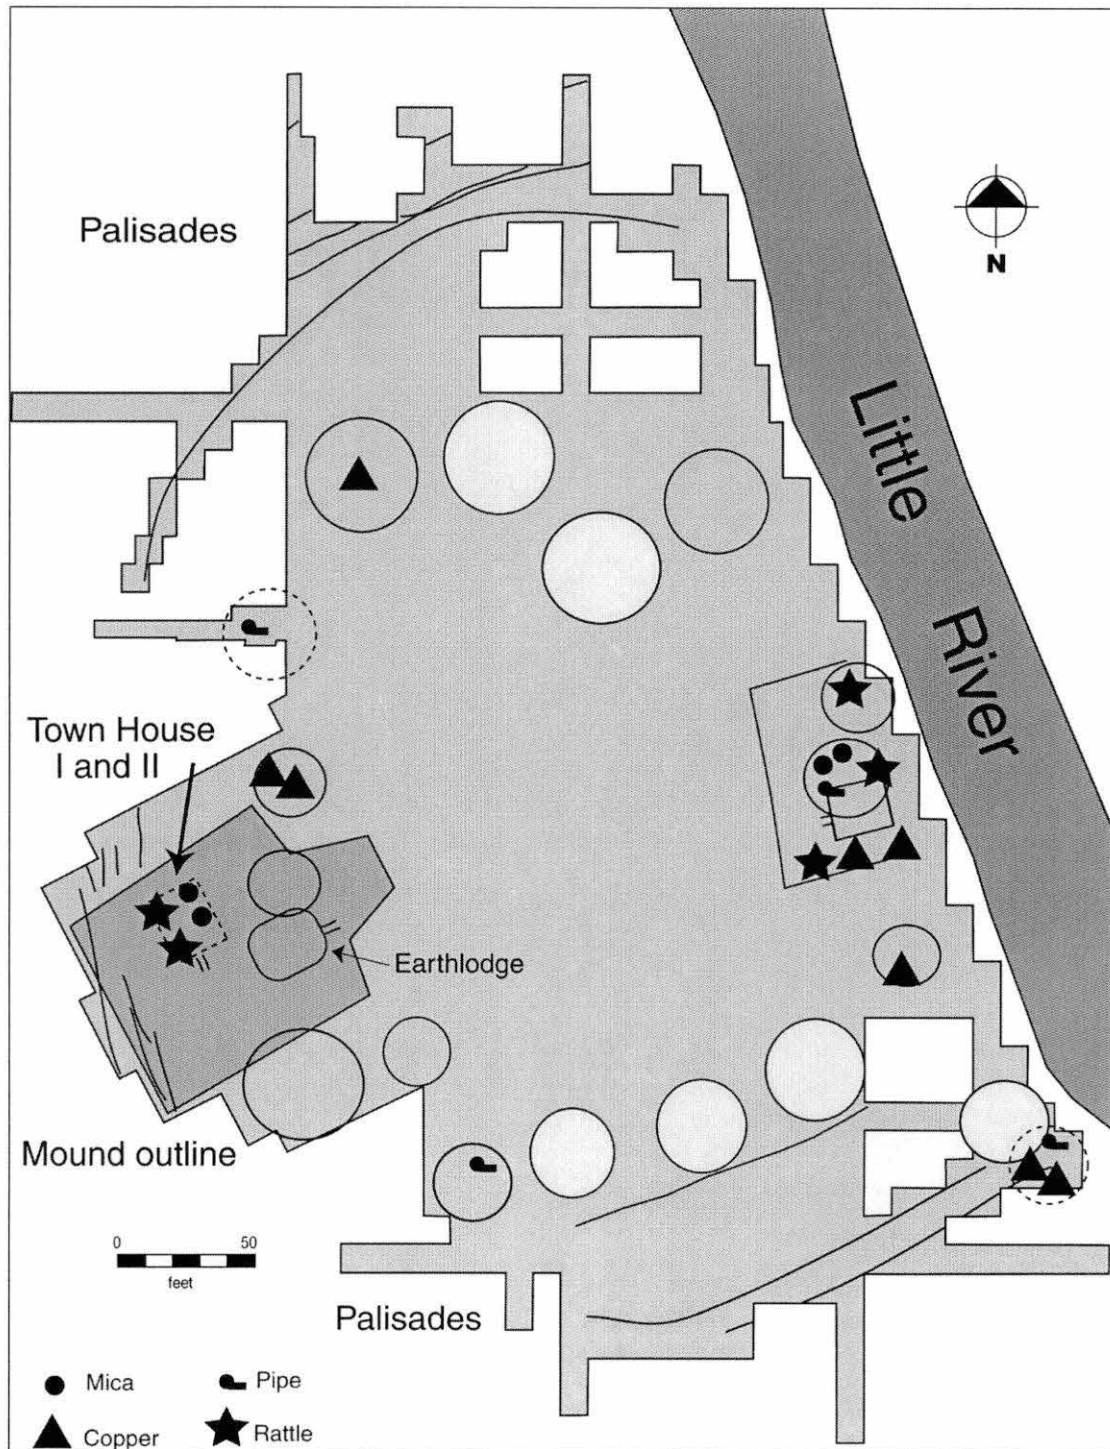 Palisades
N
Little
River
Town House
I and II
Earthlodge
Mound outline
0 50
feet
Palisades
Mica
Pipe
Copper
Rattle